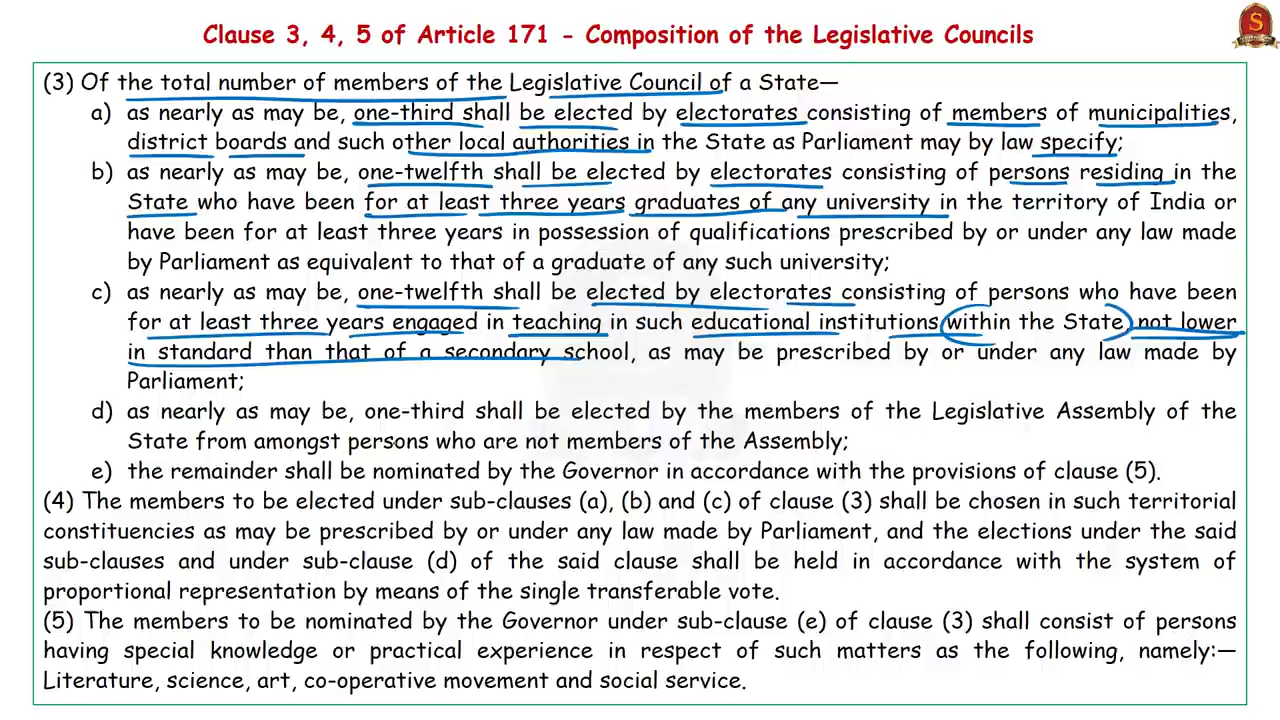 Clause 3, 4, 5 of Article 171 - Composition of the Legislative Councils
S
(3) Of the total number of members of the Legislative Council of a State—
a) as nearly as may be, one-third shall be elected by electorates consisting of members of municipalities,
district boards and such other local authorities in the State as Parliament may by law specify;
b) as nearly as may be, one-twelfth shall be elected by electorates consisting of persons residing in the
State who have been for at least three years graduates of any university in the territory of India or
have been for at least three years in possession of qualifications prescribed by or under any law made
by Parliament as equivalent to that of a graduate of any such university;
c) as nearly as may be, one-twelfth shall be elected by electorates consisting of persons who have been
for at least three years engaged in teaching in such educational institutions within the State not lower
in standard than that of a secondary school, as may be prescribed by or under any law made by
Parliament;
d) as nearly as may be, one-third shall be elected by the members of the Legislative Assembly of the
State from amongst persons who are not members of the Assembly;
e) the remainder shall be nominated by the Governor in accordance with the provisions of clause (5).
(4) The members to be elected under sub-clauses (a), (b) and (c) of clause (3) shall be chosen in such territorial
constituencies as may be prescribed by or under any law made by Parliament, and the elections under the said
sub-clauses and under sub-clause (d) of the said clause shall be held in accordance with the system of
proportional representation by means of the single transferable vote.
(5) The members to be nominated by the Governor under sub-clause (e) of clause (3) shall consist of persons
having special knowledge or practical experience in respect of such matters as the following, namely:—
Literature, science, art, co-operative movement and social service.